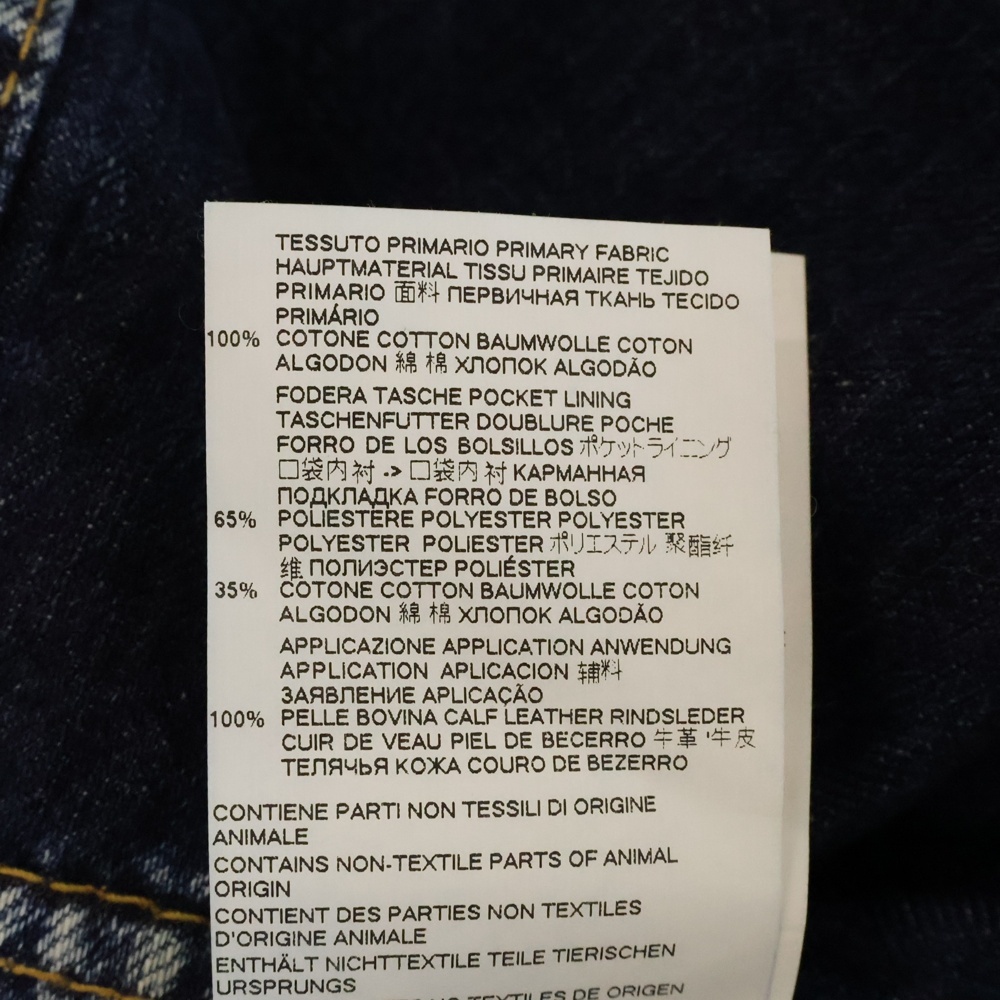 TESSUTO PRIMARIO PRIMARY FABRIC
HAUPTMATERIAL TISSU PRIMAIRE TEJIDO
PRIMARIO 面料 ПЕРВИЧНАЯ ТКАНЬ TECIDO
PRIMÁRIO
100% COTONE COTTON BAUMWOLLE COTON
ALGODON 綿 棉 ХЛОПОК ALGODÃO
FODERA TASCHE POCKET LINING
TASCHENFUTTER DOUBLURE POCHE
FORRO DE LOS BOLSILLOS ポケットライニング
口袋内衬 -> 口袋内衬 КАРМАННАЯ
ПОДКЛАДКА FORRO DE BOLSO
65% POLIESTERE POLYESTER POLYESTER
POLYESTER POLIESTER ポリエステル 聚酯纤
维 ПОЛИЭСТЕР POLIÉSTER
35% COTONE COTTON BAUMWOLLE COTON
ALGODON 綿 棉 ХЛОПОК ALGODÃO
APPLICAZIONE APPLICATION ANWENDUNG
APPLICATION APLICACION 辅料
ЗАЯВЛЕНИЕ APLICAÇÃO
100% PELLE BOVINA CALF LEATHER RINDSLEDER
CUIR DE VEAU PIEL DE BECERRO 牛革 '牛皮
ТЕЛЯЧЬЯ КОЖА COURO DE BEZERRO
CONTIENE PARTI NON TESSILI DI ORIGINE
ANIMALE
CONTAINS NON-TEXTILE PARTS OF ANIMAL
ORIGIN
CONTIENT DES PARTIES NON TEXTILES
D'ORIGINE ANIMALE
ENTHÄLT NICHTTEXTILE TEILE TIERISCHEN
URSPRUNGS
TEXTILES DE ORIGEN